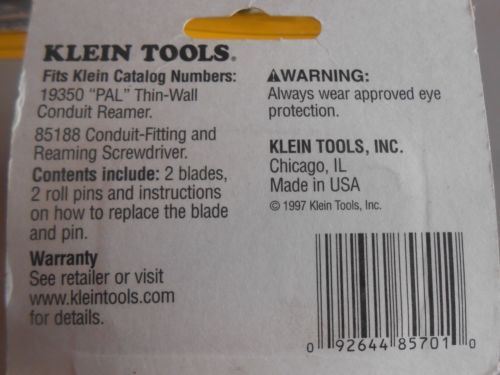 KLEIN TOOLS®
Fits Klein Catalog Numbers:
19350 "PAL" Thin-Wall
Conduit Reamer.
85188 Conduit-Fitting and
Reaming Screwdriver.
Contents include: 2 blades,
2 roll pins and instructions
on how to replace the blade
and pin.
Warranty
See retailer or visit
www.kleintools.com
for details.
⚠WARNING:
Always wear approved eye
protection.
KLEIN TOOLS, INC.
Chicago, IL
Made in USA
© 1997 Klein Tools, Inc.
0 92644 85701 0